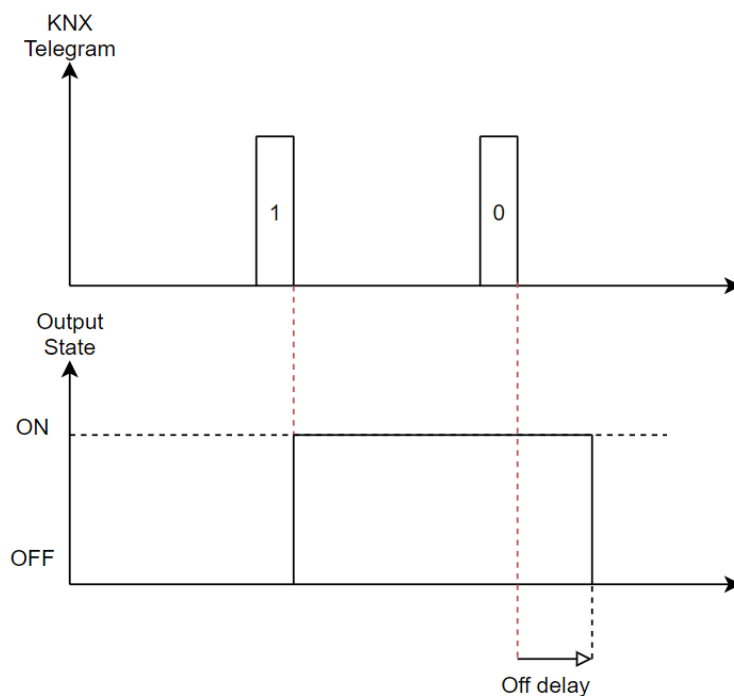 KNX
Telegram
1
0
Output
State
ON
OFF
Off delay